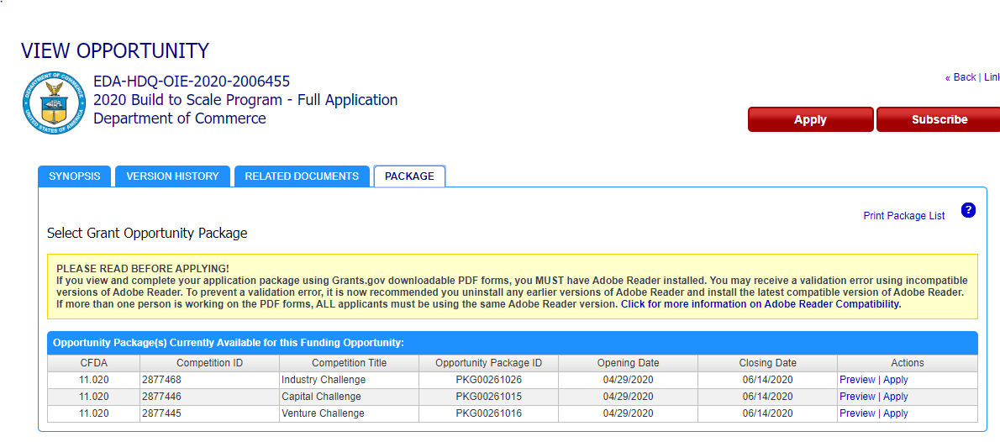 VIEW OPPORTUNITY
DEPARTMENT OF COMMERCE
UNITED STATES OF AMERICA
EDA-HDQ-OIE-2020-2006455
2020 Build to Scale Program - Full Application
Department of Commerce
« Back | Link
Apply Subscribe
SYNOPSIS VERSION HISTORY RELATED DOCUMENTS PACKAGE
Print Package List ?
Select Grant Opportunity Package
PLEASE READ BEFORE APPLYING!
If you view and complete your application package using Grants.gov downloadable PDF forms, you MUST have Adobe Reader installed. You may receive a validation error using incompatible
versions of Adobe Reader. To prevent a validation error, it is now recommended you uninstall any earlier versions of Adobe Reader and install the latest compatible version of Adobe Reader.
If more than one person is working on the PDF forms, ALL applicants must be using the same Adobe Reader version. Click for more information on Adobe Reader Compatibility.
Opportunity Package(s) Currently Available for this Funding Opportunity:
CFDA Competition ID Competition Title Opportunity Package ID Opening Date Closing Date Actions
11.020 2877468 Industry Challenge PKG00261026 04/29/2020 06/14/2020 Preview | Apply
11.020 2877446 Capital Challenge PKG00261015 04/29/2020 06/14/2020 Preview | Apply
11.020 2877445 Venture Challenge PKG00261016 04/29/2020 06/14/2020 Preview | Apply